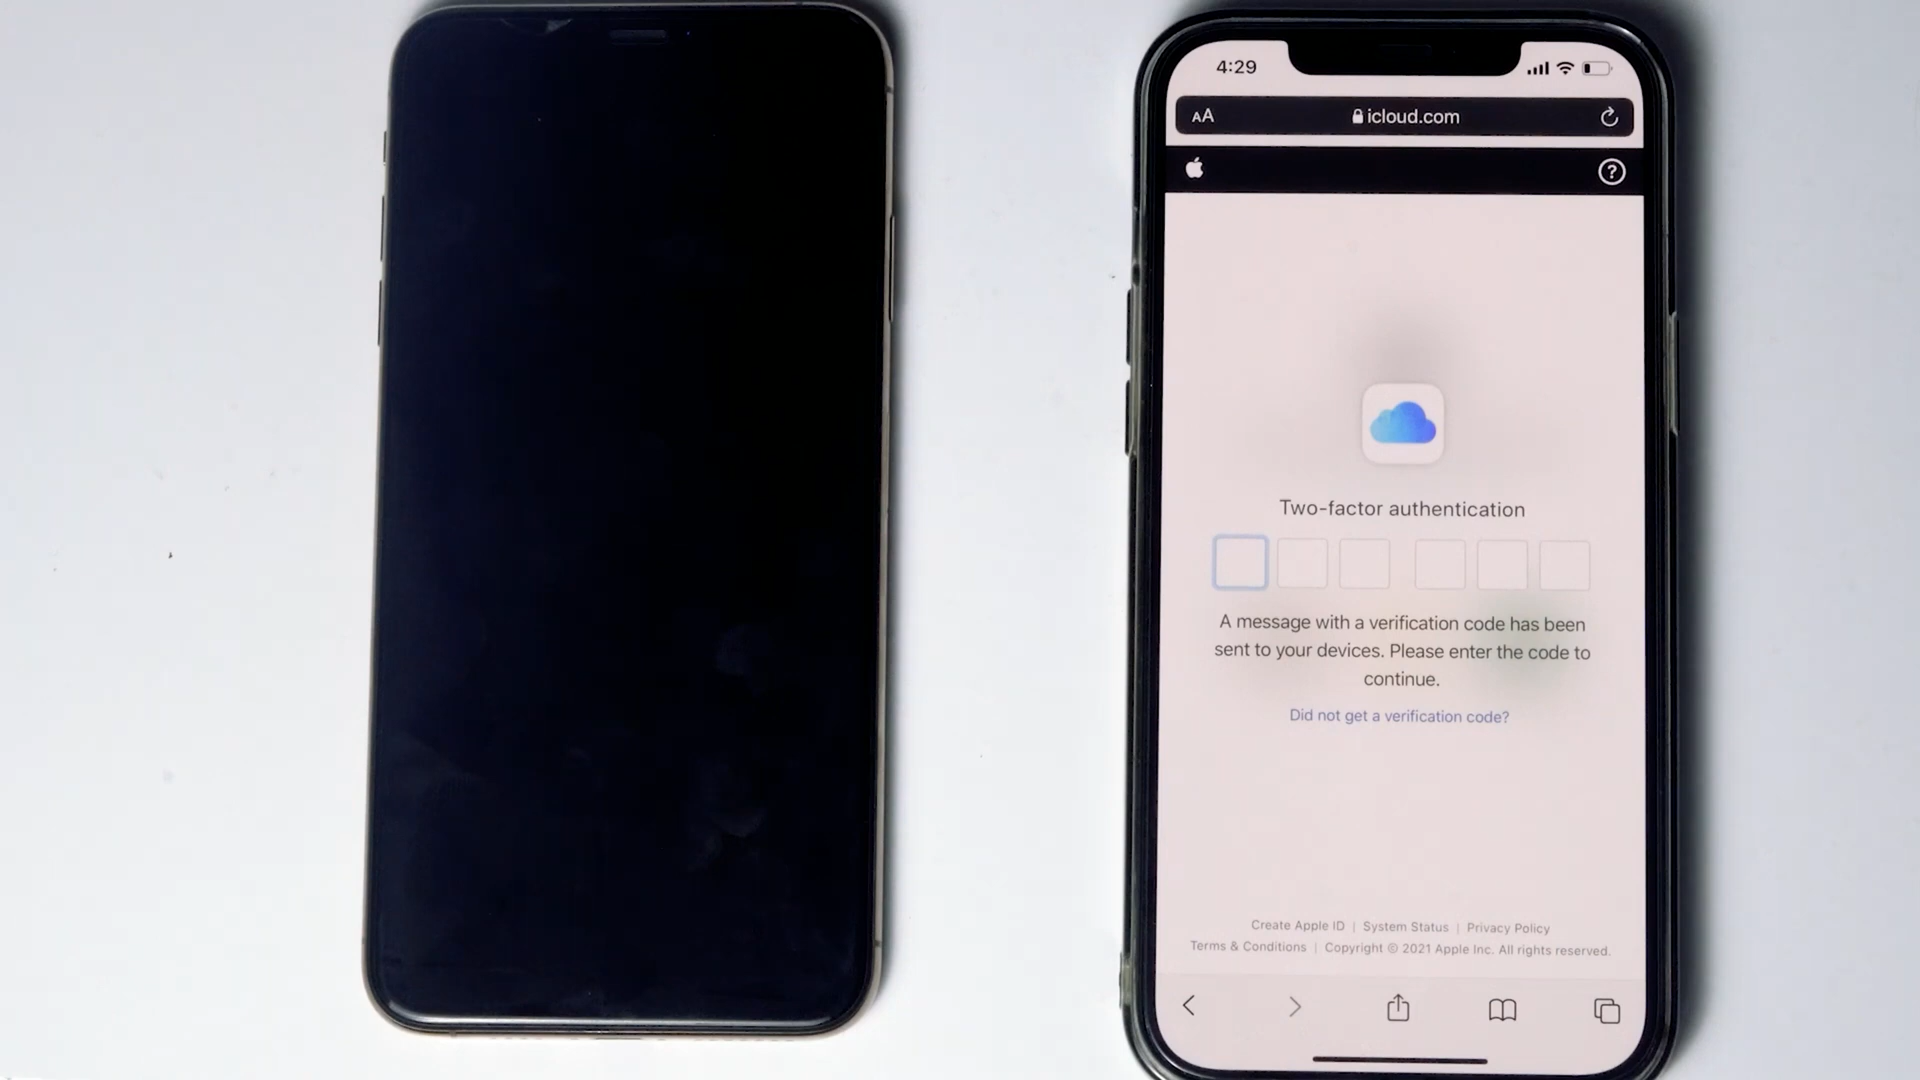 4:29
AA icloud.com
?
Two-factor authentication
A message with a verification code has been
sent to your devices. Please enter the code to
continue.
Did not get a verification code?
Create Apple ID | System Status | Privacy Policy
Terms & Conditions | Copyright © 2021 Apple Inc. All rights reserved.